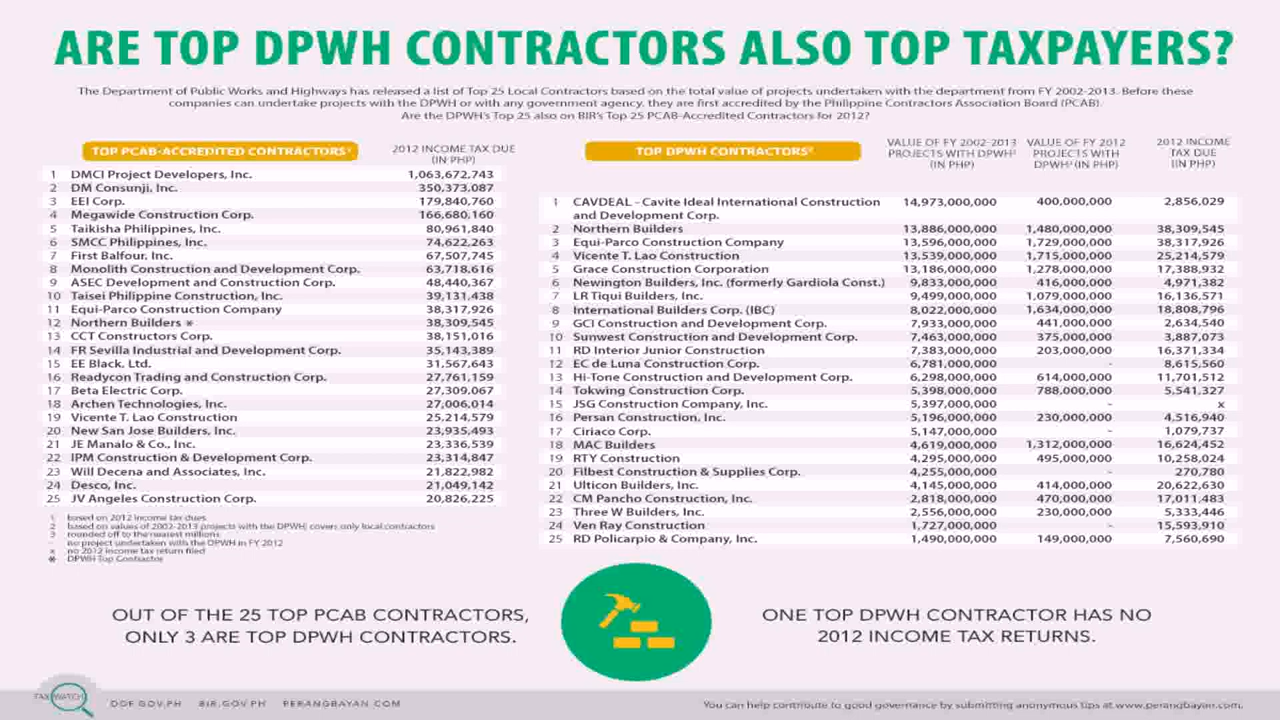 ARE TOP DPWH CONTRACTORS ALSO TOP TAXPAYERS?
The Department of Public Works and Highways has released a list of Top 25 Local Contractors based on the total value of projects undertaken with the department from FY 2002-2013. Before these
companies can undertake projects with the DPWH or with any government agency, they are first accredited by the Philippine Contractors Association Board (PCAB).
Are the DPWH's Top 25 also on BIR's Top 25 PCAB-Accredited Contractors for 2012?
TOP PCAB-ACCREDITED CONTRACTORS¹ 2012 INCOME TAX DUE
(IN PHP)
1 DMCI Project Developers, Inc. 1,063,672,743
2 DM Consunji, Inc. 350,373,087
3 EEI Corp. 179,840,760
4 Megawide Construction Corp. 166,680,160
5 Taikisha Philippines, Inc. 80,961,840
6 SMCC Philippines, Inc. 74,622,263
7 First Balfour, Inc. 67,507,745
8 Monolith Construction and Development Corp. 63,718,616
9 ASEC Development and Construction Corp. 48,440,367
10 Taisei Philippine Construction, Inc. 39,131,438
11 Equi-Parco Construction Company 38,317,926
12 Northern Builders * 38,309,545
13 CCT Constructors Corp. 38,151,016
14 FR Sevilla Industrial and Development Corp. 35,143,389
15 EE Black. Ltd. 31,567,643
16 Readycon Trading and Construction Corp. 27,761,159
17 Beta Electric Corp. 27,309,067
18 Archen Technologies, Inc. 27,006,014
19 Vicente T. Lao Construction 25,214,579
20 New San Jose Builders, Inc. 23,935,493
21 JE Manalo & Co., Inc. 23,336,539
22 IPM Construction & Development Corp. 23,314,847
23 Will Decena and Associates, Inc. 21,822,982
24 Desco, Inc. 21,049,142
25 JV Angeles Construction Corp. 20,826,225
1 based on 2012 income tax dues
2 based on values of 2002-2013 projects with the DPWH; covers only local contractors
3 rounded off to the nearest millions
- no project undertaken with the DPWH in FY 2012
x no 2012 income tax return filed
* DPWH Top Contractor
TOP DPWH CONTRACTORS² VALUE OF FY 2002-2013 VALUE OF FY 2012 2012 INCOME
PROJECTS WITH DPWH³ PROJECTS WITH TAX DUE
(IN PHP) DPWH³ (IN PHP) (IN PHP)
1 CAVDEAL - Cavite Ideal International Construction 14,973,000,000 400,000,000 2,856,029
and Development Corp.
2 Northern Builders 13,886,000,000 1,480,000,000 38,309,545
3 Equi-Parco Construction Company 13,596,000,000 1,729,000,000 38,317,926
4 Vicente T. Lao Construction 13,539,000,000 1,715,000,000 25,214,579
5 Grace Construction Corporation 13,186,000,000 1,278,000,000 17,388,932
6 Newington Builders, Inc. (formerly Gardiola Const.) 9,833,000,000 416,000,000 4,971,382
7 LR Tiqui Builders, Inc. 9,499,000,000 1,079,000,000 16,136,571
8 International Builders Corp. (IBC) 8,022,000,000 1,634,000,000 18,808,796
9 GCI Construction and Development Corp. 7,933,000,000 441,000,000 2,634,540
10 Sunwest Construction and Development Corp. 7,463,000,000 375,000,000 3,887,073
11 RD Interior Junior Construction 7,383,000,000 203,000,000 16,371,334
12 EC de Luna Construction Corp. 6,781,000,000 - 8,615,560
13 Hi-Tone Construction and Development Corp. 6,298,000,000 614,000,000 11,701,512
14 Tokwing Construction Corp. 5,398,000,000 788,000,000 5,541,327
15 JSG Construction Company, Inc. 5,397,000,000 - x
16 Persan Construction, Inc. 5,196,000,000 230,000,000 4,516,940
17 Ciriaco Corp. 5,147,000,000 - 1,079,737
18 MAC Builders 4,619,000,000 1,312,000,000 16,624,452
19 RTY Construction 4,295,000,000 495,000,000 10,258,024
20 Filbest Construction & Supplies Corp. 4,255,000,000 - 270,780
21 Ulticon Builders, Inc. 4,145,000,000 414,000,000 20,622,630
22 CM Pancho Construction, Inc. 2,818,000,000 470,000,000 17,011,483
23 Three W Builders, Inc. 2,556,000,000 230,000,000 5,333,446
24 Ven Ray Construction 1,727,000,000 - 15,593,910
25 RD Policarpio & Company, Inc. 1,490,000,000 149,000,000 7,560,690
OUT OF THE 25 TOP PCAB CONTRACTORS,
ONLY 3 ARE TOP DPWH CONTRACTORS.
ONE TOP DPWH CONTRACTOR HAS NO
2012 INCOME TAX RETURNS.
TAX WATCH DOF.GOV.PH BIR.GOV.PH PERANGBAYAN.COM
You can help contribute to good governance by submitting anonymous tips at www.perangbayan.com.